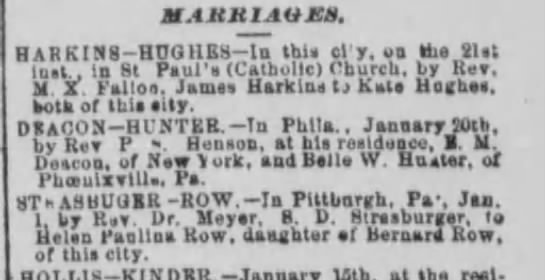 MARRIAGES.
HARKINS—HUGHES—In this ci'y, on the 21st
inst., in St Paul's (Catholic) Church, by Rev.
M. X. Fallon, James Harkins to Kate Hughes,
both of this city.
DEACON—HUNTER.—In Phila., January 20th,
by Rev P S. Henson, at his residence, E. M.
Deacon, of New York, and Belle W. Hunter, of
Phœnixville, Pa.
STRASBUGER—ROW.—In Pittburgh, Pa., Jan.
1, by Rev. Dr. Meyer, S. D. Strasburger, to
Helen Paulina Row, daughter of Bernard Row,
of this city.
HOLLIS—KINDER.—January 15th, at the resi-